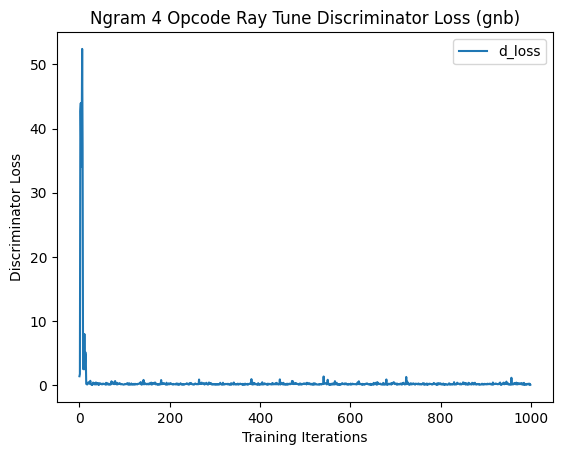 Ngram 4 Opcode Ray Tune Discriminator Loss (gnb)
d_loss
Discriminator Loss
50
40
30
20
10
0
0 200 400 600 800 1000
Training Iterations